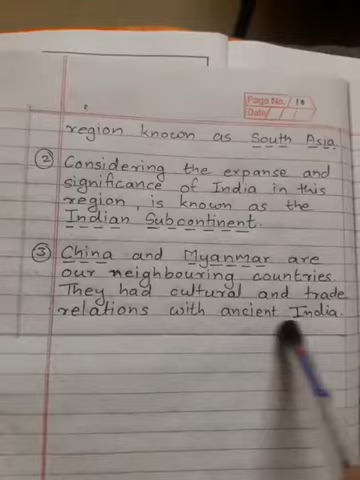 Page No. 10
Date / /
region known as South Asia.
② Considering the expanse and
significance of India in this
region, is known as the
Indian Subcontinent.
③ China and Myanmar are
our neighbouring countries.
They had cultural and trade
relations with ancient India.